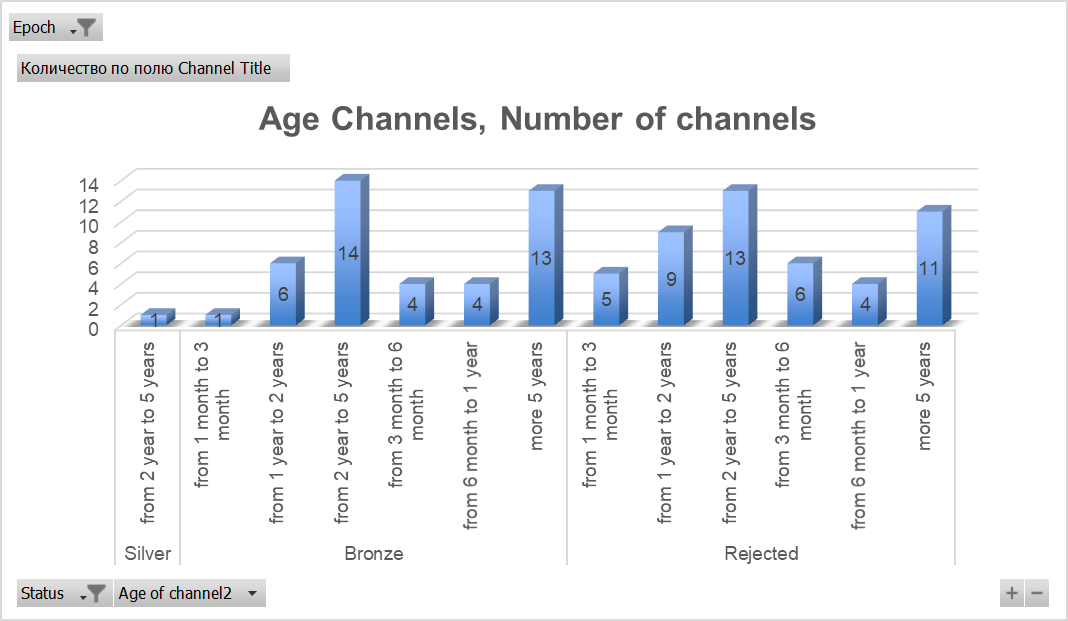 Epoch
Количество по полю Channel Title
Age Channels, Number of channels
14
12
10
8
6
4
2
0
1
1
6
14
4
4
13
5
9
13
6
4
11
from 2 year to 5 years
from 1 month to 3
month
from 1 year to 2 years
from 2 year to 5 years
from 3 month to 6
month
from 6 month to 1 year
more 5 years
from 1 month to 3
month
from 1 year to 2 years
from 2 year to 5 years
from 3 month to 6
month
from 6 month to 1 year
more 5 years
Silver
Bronze
Rejected
Status
Age of channel2
+ −